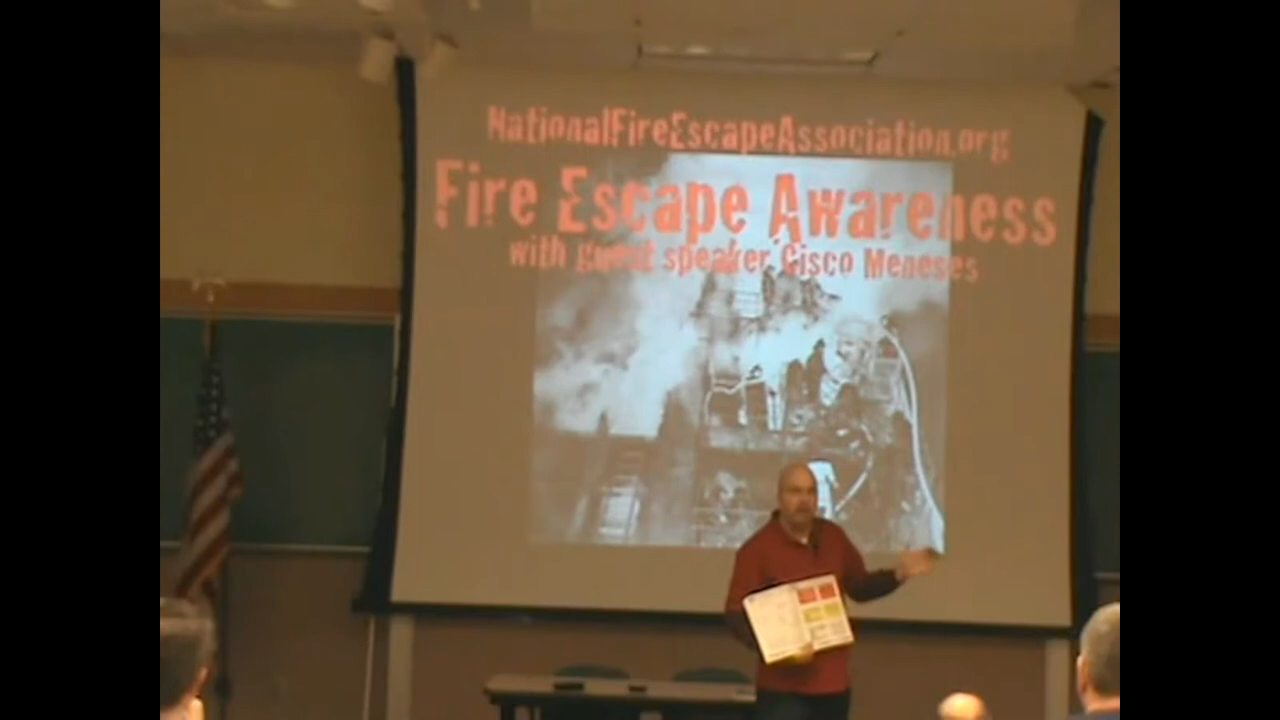 NationalFireEscapeAssociation.org
Fire Escape Awareness
with guest speaker Cisco Meneses